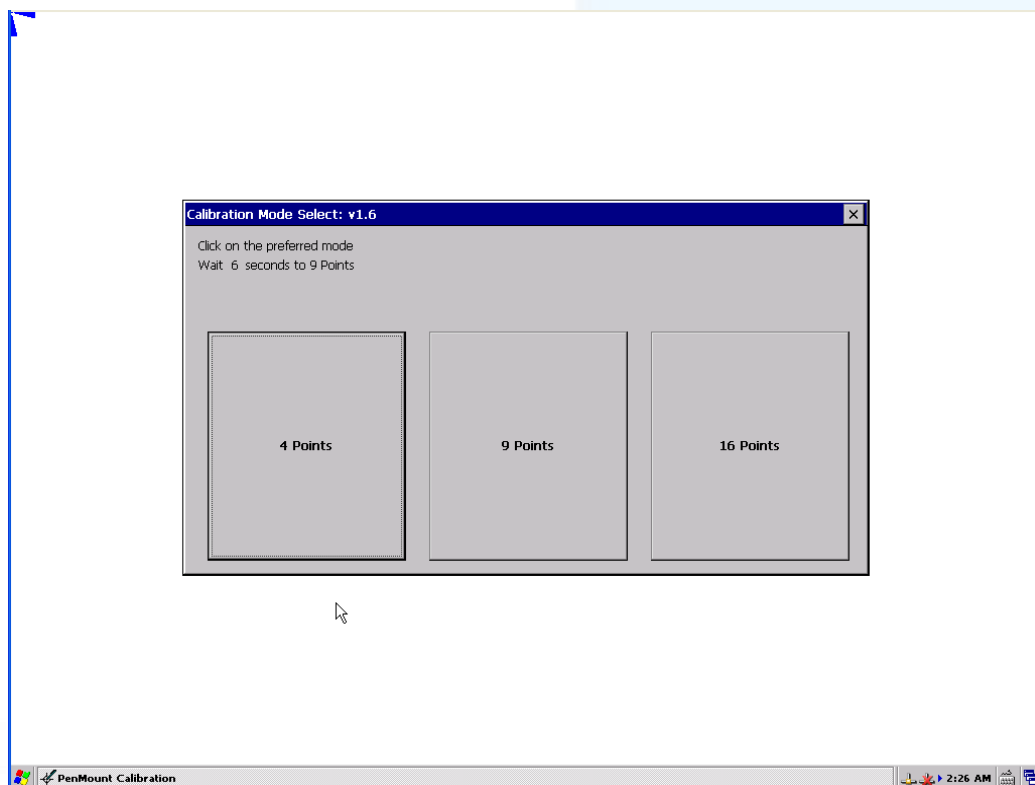 Calibration Mode Select: v1.6
Click on the preferred mode
Wait 6 seconds to 9 Points
4 Points
9 Points
16 Points
PenMount Calibration
2:26 AM